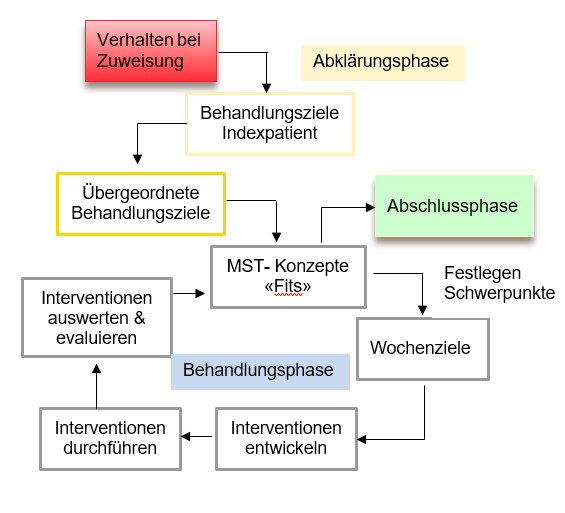 Verhalten bei
Zuweisung
Abklärungsphase
Behandlungsziele
Indexpatient
Übergeordnete
Behandlungsziele
Abschlussphase
MST- Konzepte
«Fits»
Festlegen
Schwerpunkte
Interventionen
auswerten &
evaluieren
Wochenziele
Behandlungsphase
Interventionen
durchführen
Interventionen
entwickeln